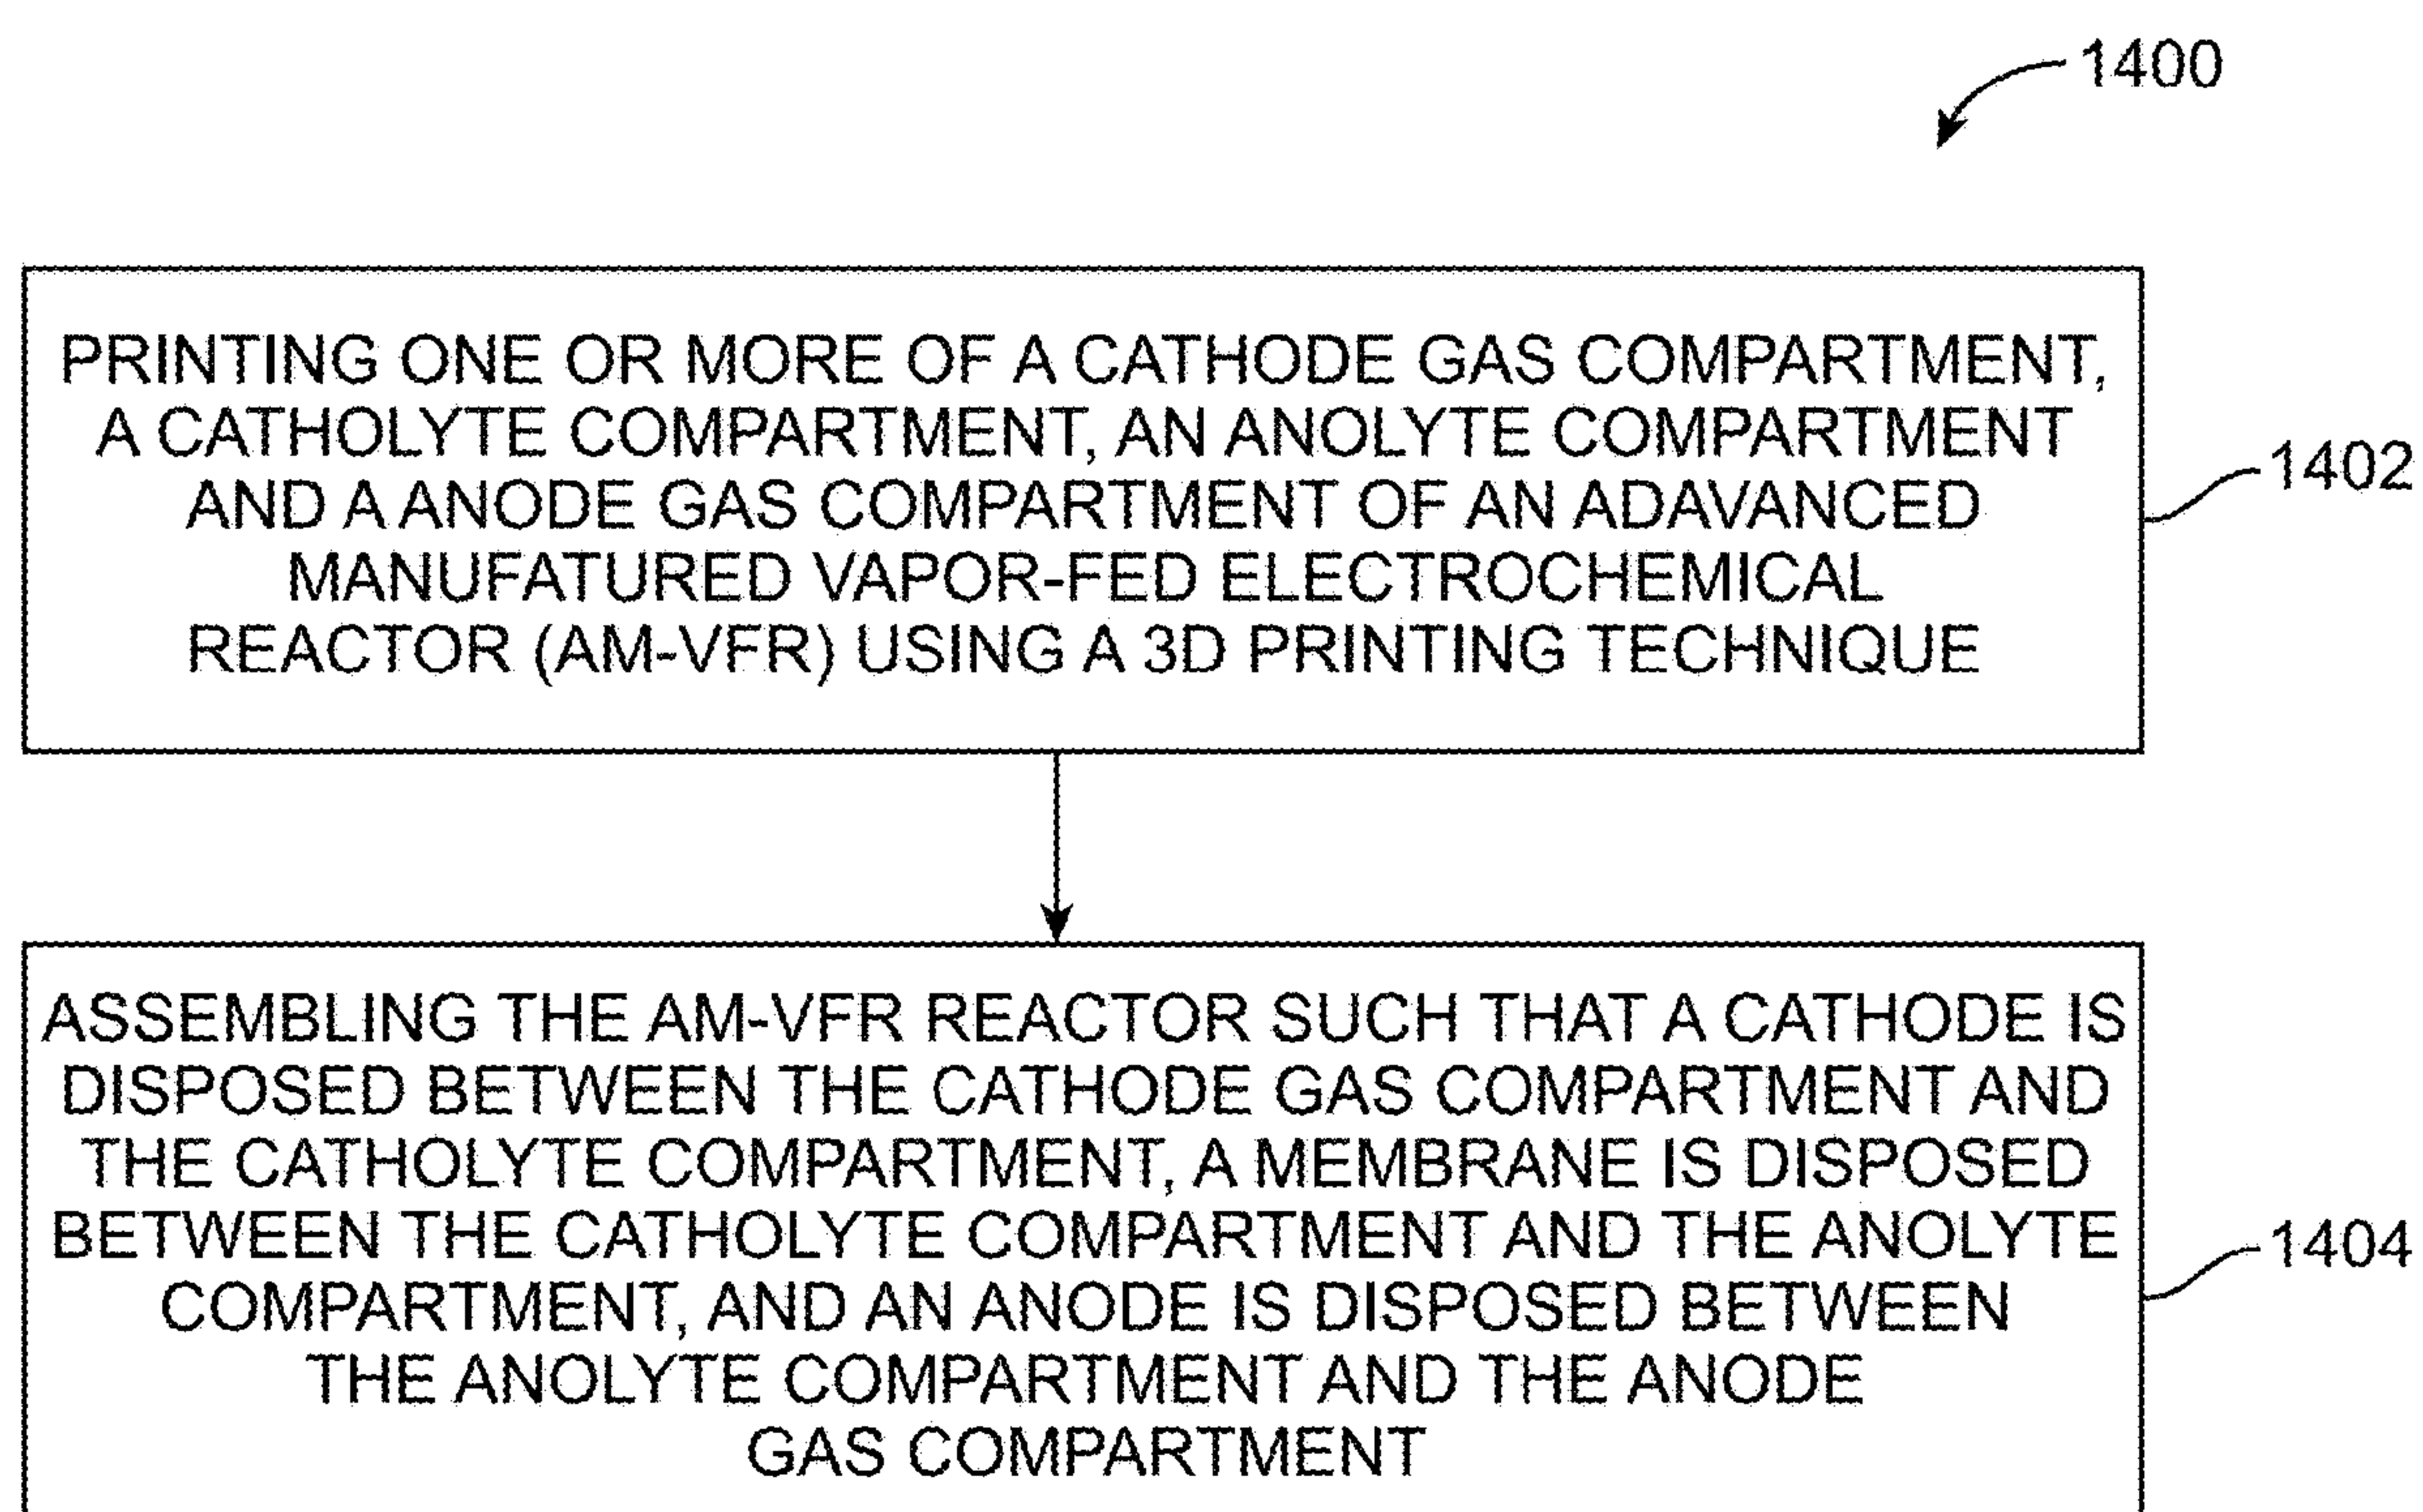 1400
PRINTING ONE OR MORE OF A CATHODE GAS COMPARTMENT,
A CATHOLYTE COMPARTMENT, AN ANOLYTE COMPARTMENT
AND A ANODE GAS COMPARTMENT OF AN ADAVANCED
MANUFATURED VAPOR-FED ELECTROCHEMICAL
REACTOR (AM-VFR) USING A 3D PRINTING TECHNIQUE
1402
ASSEMBLING THE AM-VFR REACTOR SUCH THAT A CATHODE IS
DISPOSED BETWEEN THE CATHODE GAS COMPARTMENT AND
THE CATHOLYTE COMPARTMENT, A MEMBRANE IS DISPOSED
BETWEEN THE CATHOLYTE COMPARTMENT AND THE ANOLYTE
COMPARTMENT, AND AN ANODE IS DISPOSED BETWEEN
THE ANOLYTE COMPARTMENT AND THE ANODE
GAS COMPARTMENT
1404